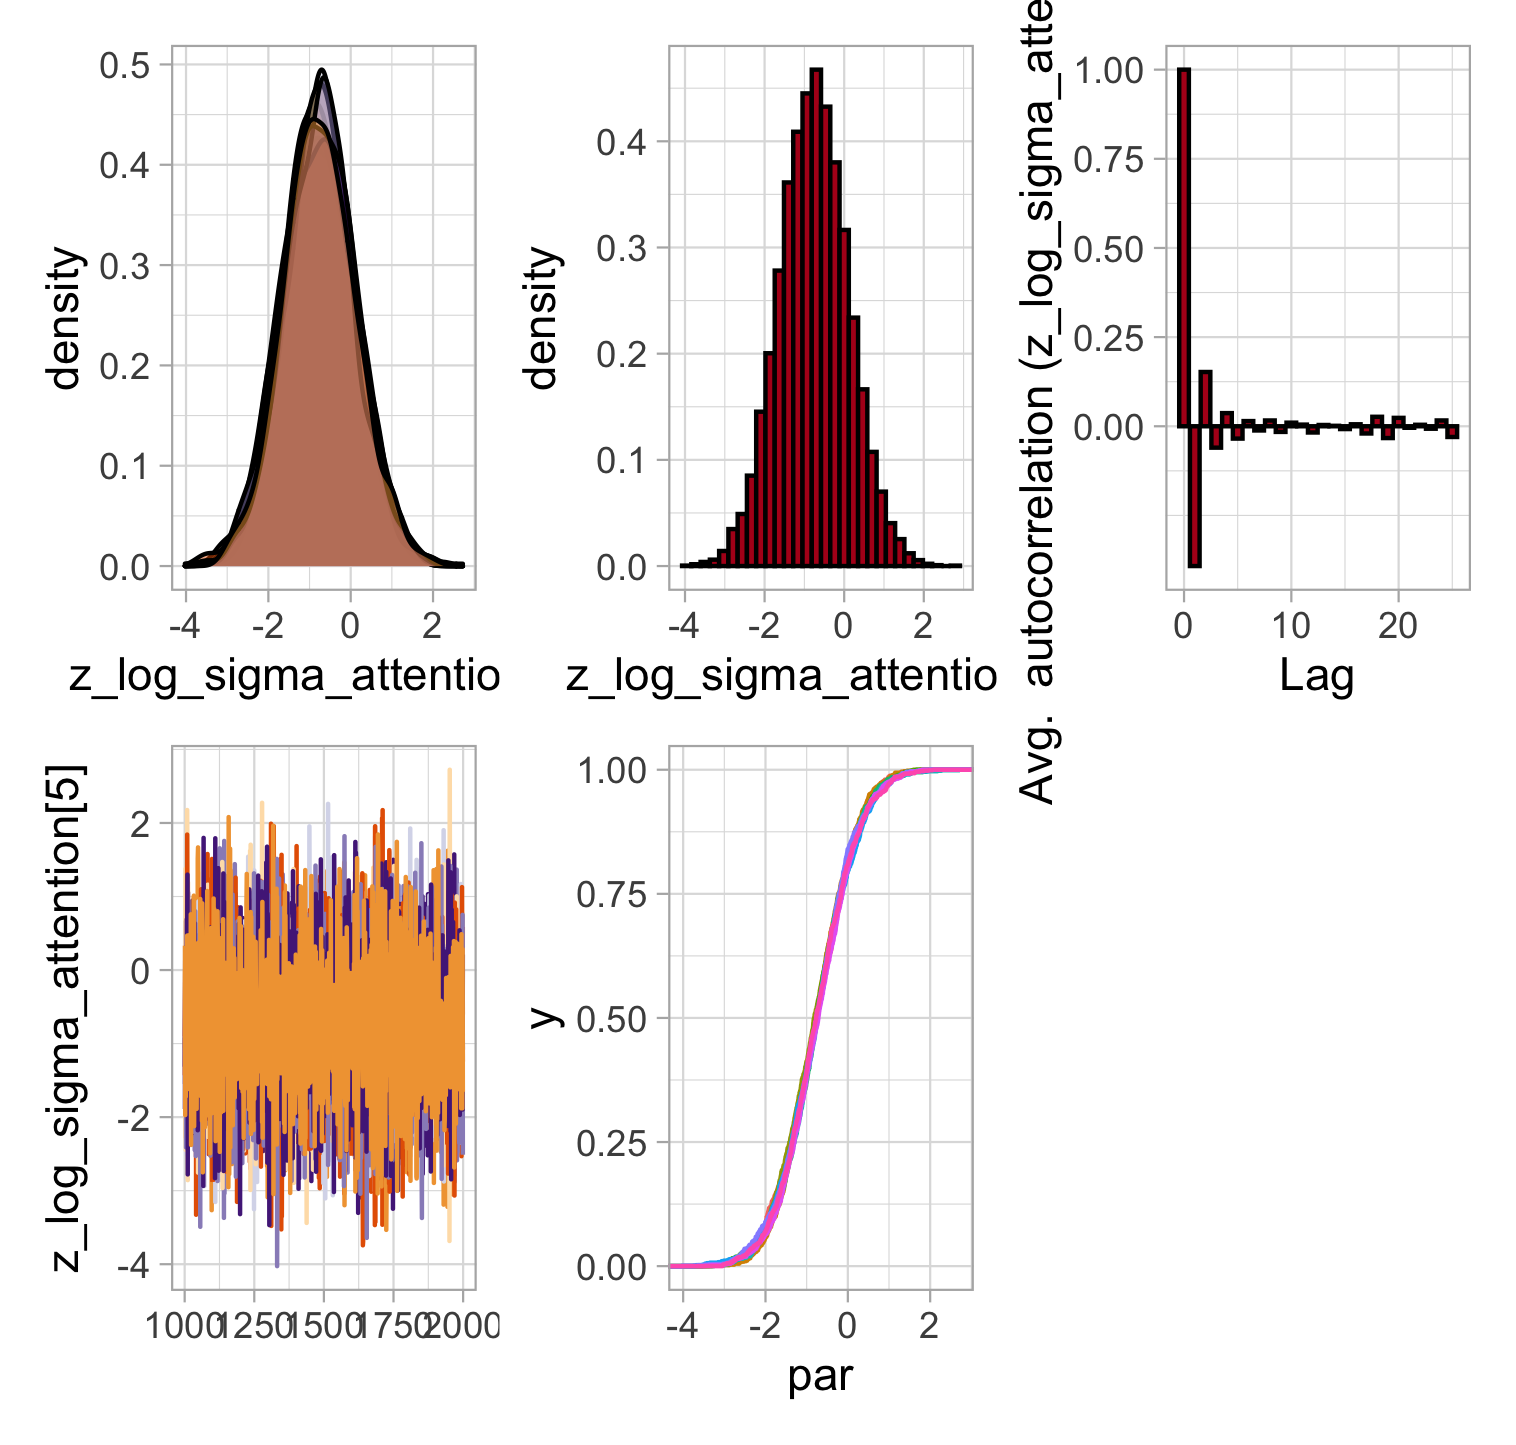 density
0.5
0.4
0.3
0.2
0.1
0.0
-4 -2 0 2
z_log_sigma_attentio
density
0.4
0.3
0.2
0.1
0.0
-4 -2 0 2
z_log_sigma_attentio
Avg. autocorrelation (z_log_sigma_atte
1.00
0.75
0.50
0.25
0.00
0 10 20
Lag
z_log_sigma_attention[5]
2
0
-2
-4
1000 1250 1500 1750 2000
y
1.00
0.75
0.50
0.25
0.00
-4 -2 0 2
par